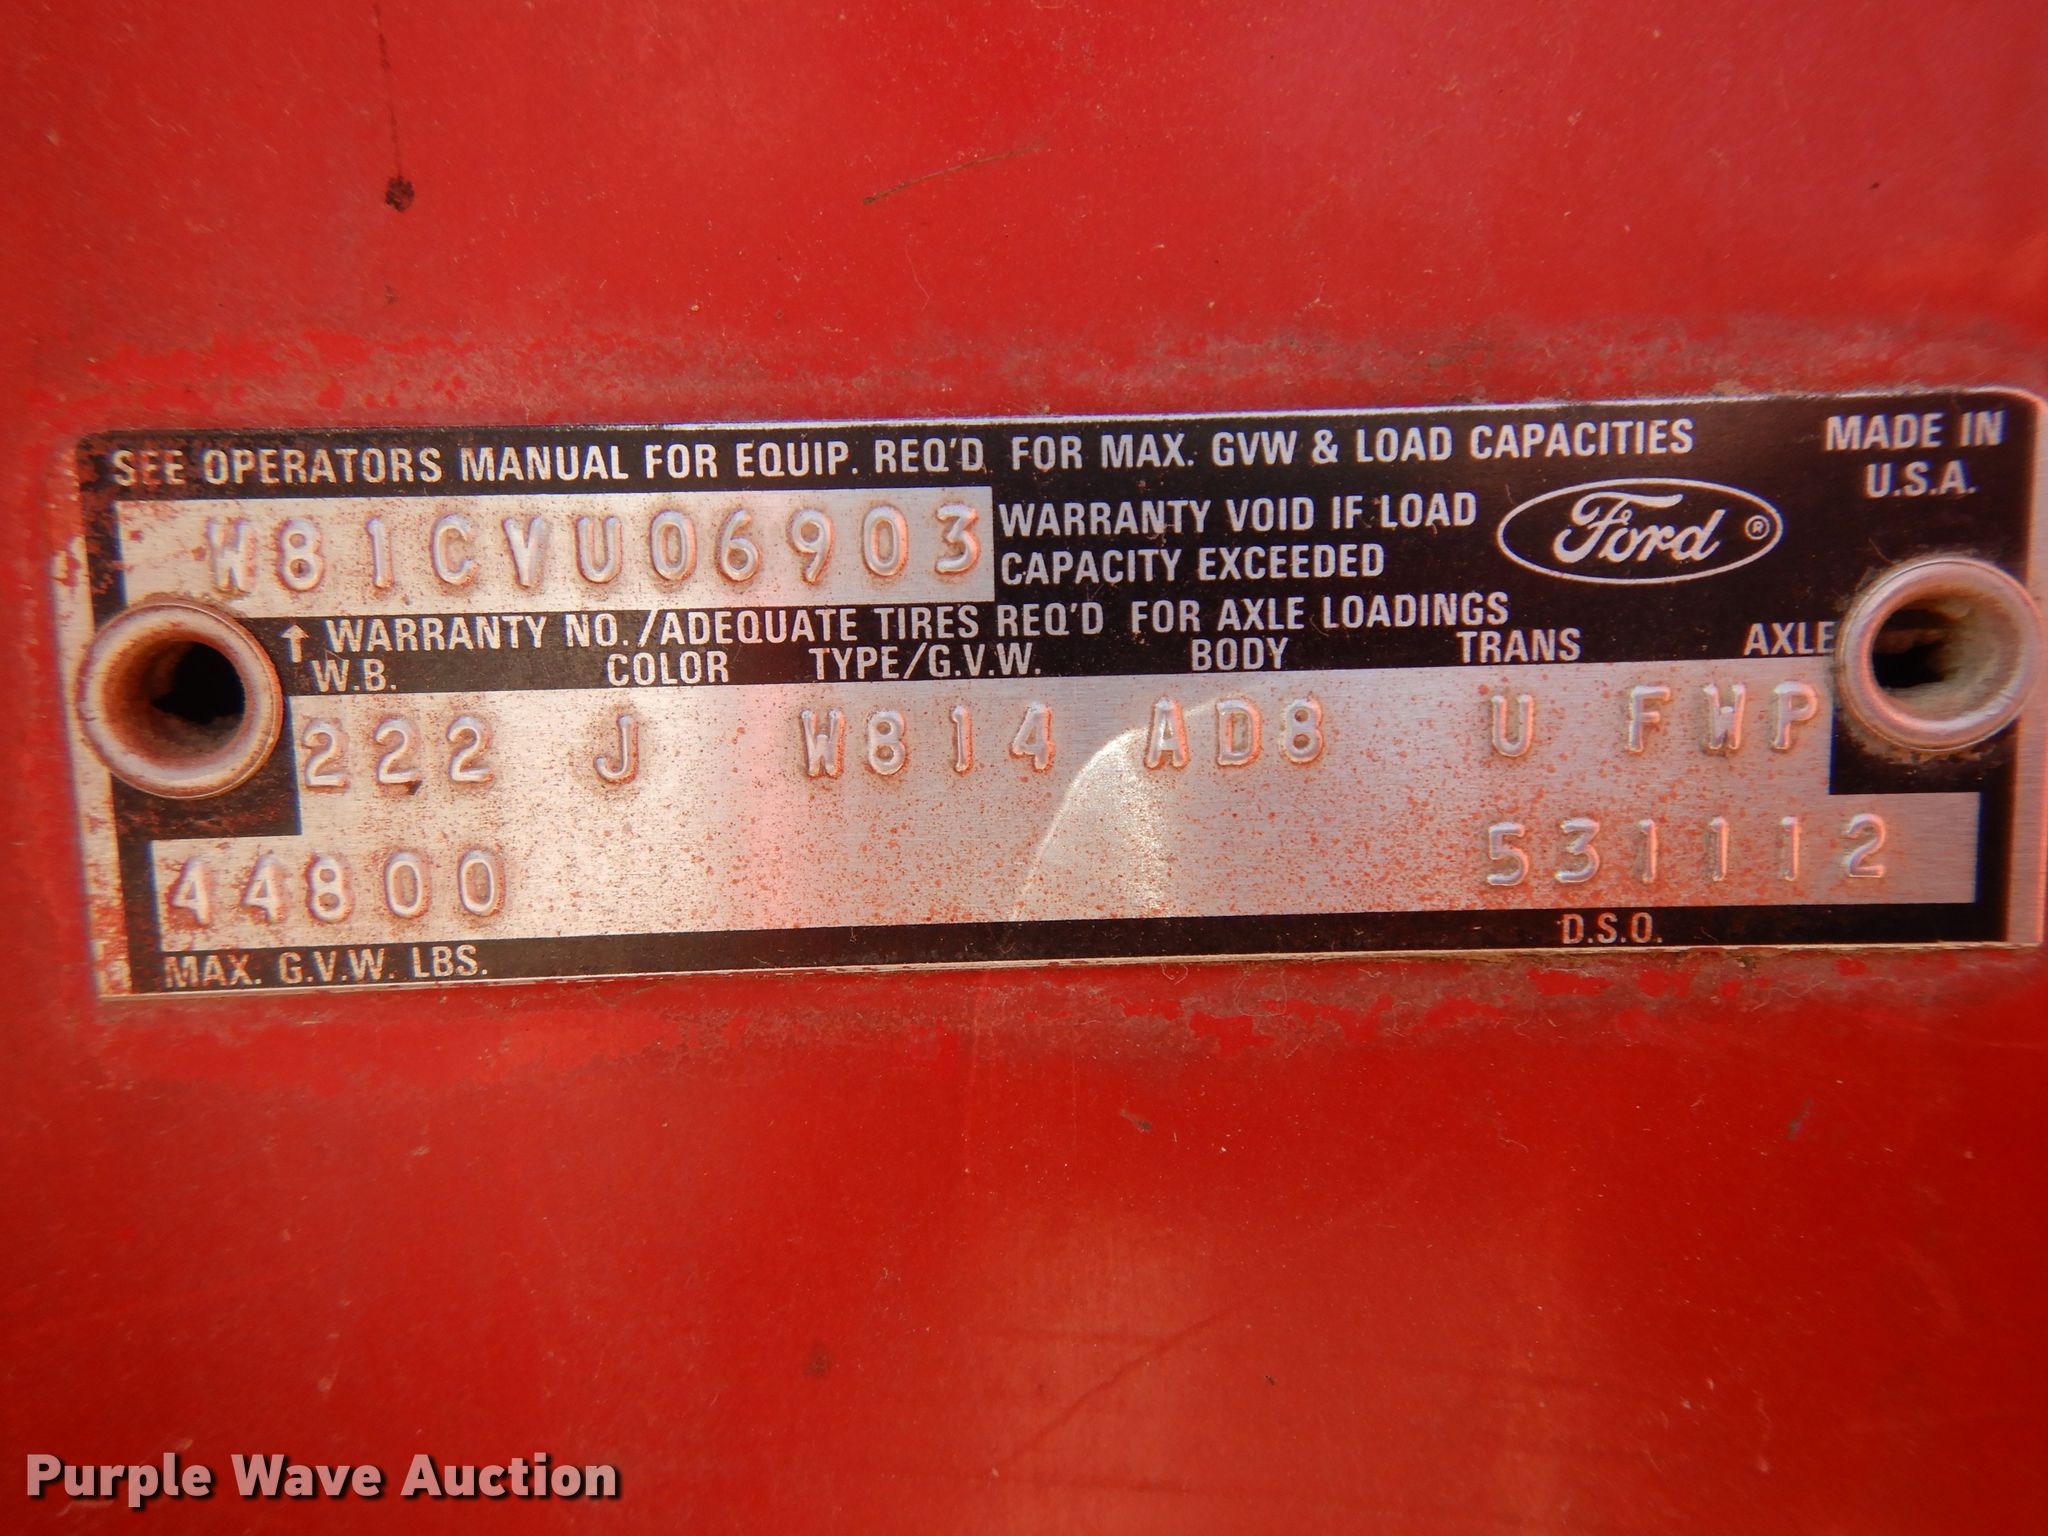 SEE OPERATORS MANUAL FOR EQUIP. REQ'D FOR MAX. GVW & LOAD CAPACITIES
MADE IN
U.S.A.
W81CVU06903
WARRANTY VOID IF LOAD
CAPACITY EXCEEDED
Ford ®
↑ WARRANTY NO./ADEQUATE TIRES REQ'D FOR AXLE LOADINGS
W.B. COLOR TYPE/G.V.W. BODY TRANS AXLE
222 J W814 AD8 U FWP
44800 531112
MAX. G.V.W. LBS. D.S.O.
Purple Wave Auction